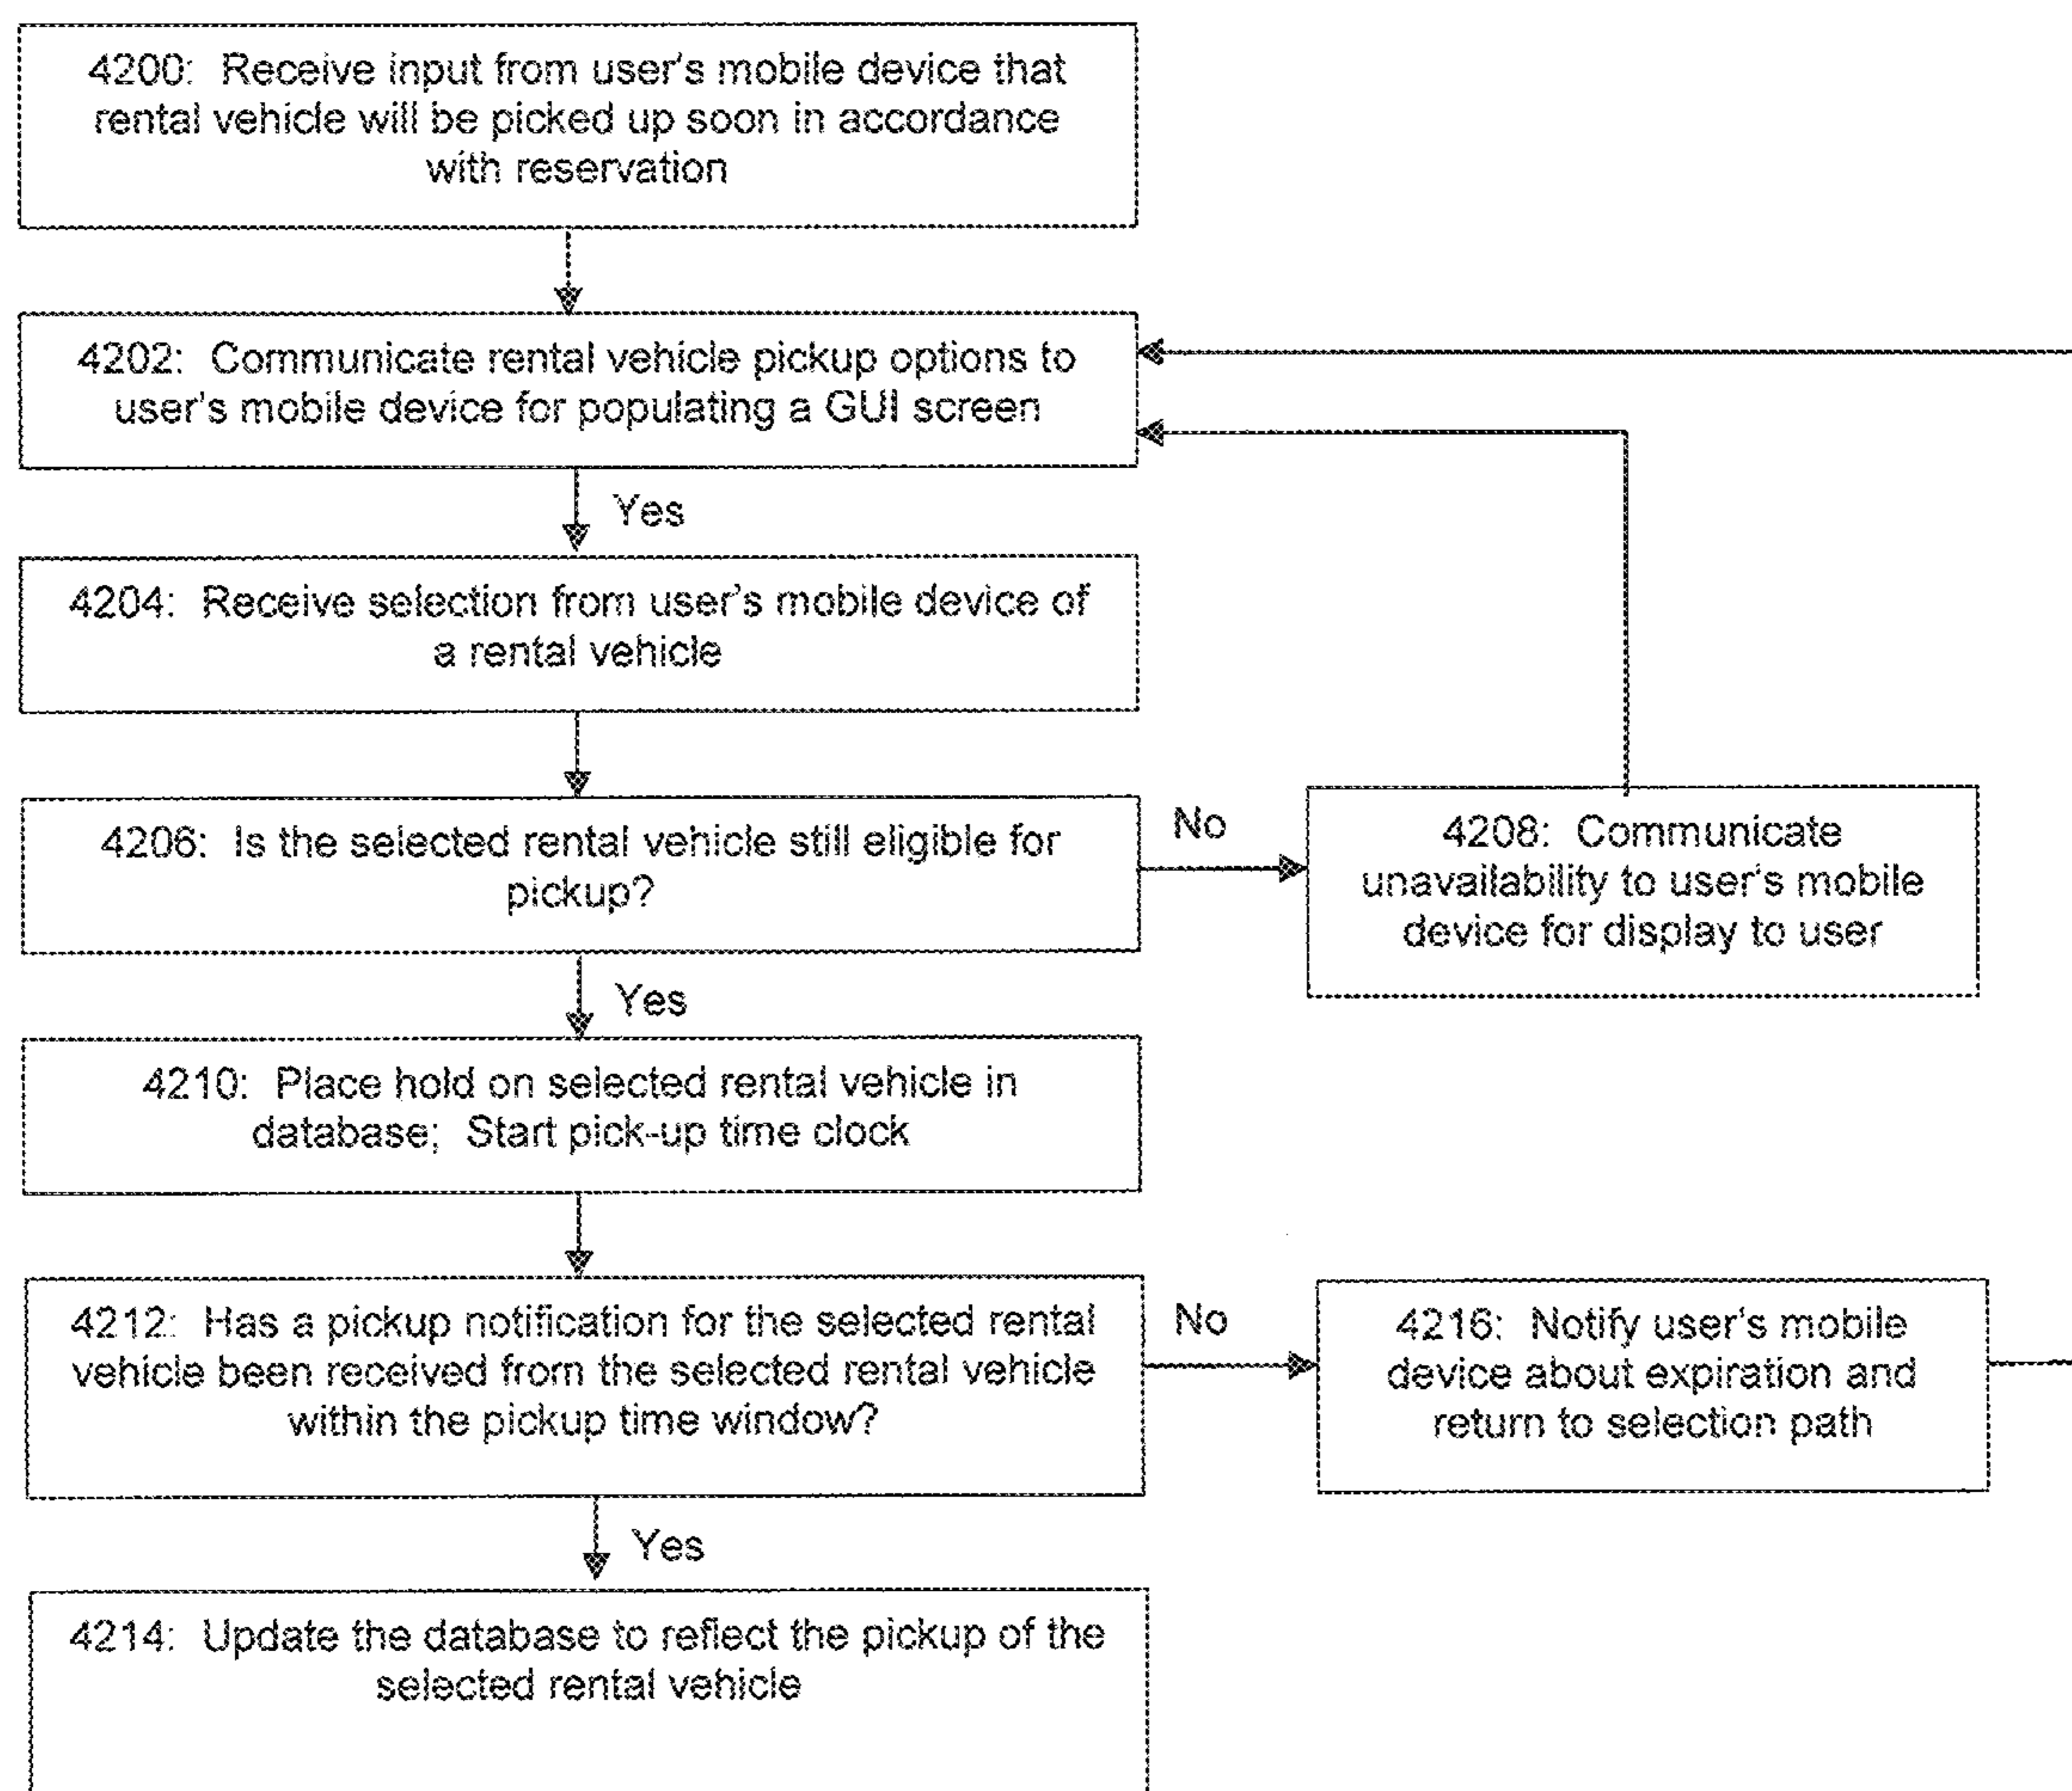 4200: Receive input from user's mobile device that
rental vehicle will be picked up soon in accordance
with reservation
4202: Communicate rental vehicle pickup options to
user's mobile device for populating a GUI screen
Yes
4204: Receive selection from user's mobile device of
a rental vehicle
4206: Is the selected rental vehicle still eligible for
pickup?
No
4208: Communicate
unavailability to user's mobile
device for display to user
Yes
4210: Place hold on selected rental vehicle in
database; Start pick-up time clock
4212: Has a pickup notification for the selected rental
vehicle been received from the selected rental vehicle
within the pickup time window?
No
4216: Notify user's mobile
device about expiration and
return to selection path
Yes
4214: Update the database to reflect the pickup of the
selected rental vehicle